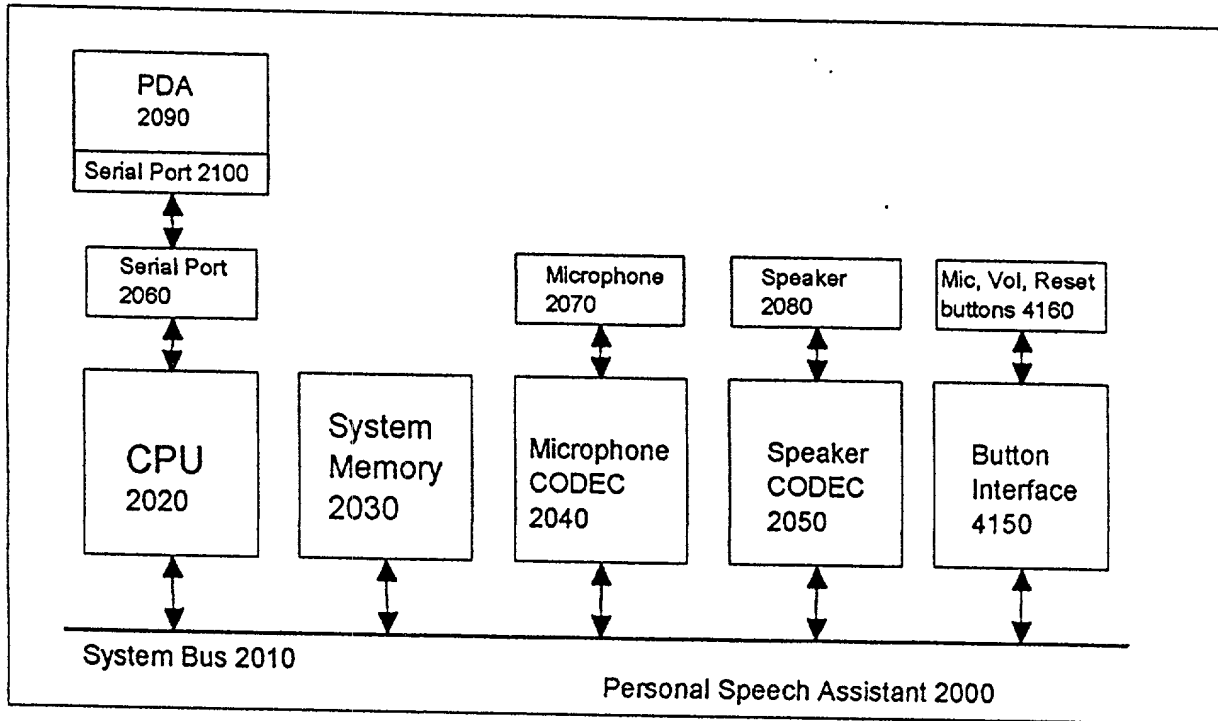 PDA
2090
Serial Port 2100
Serial Port
2060
Microphone
2070
Speaker
2080
Mic, Vol, Reset
buttons 4160
CPU
2020
System
Memory
2030
Microphone
CODEC
2040
Speaker
CODEC
2050
Button
Interface
4150
System Bus 2010
Personal Speech Assistant 2000